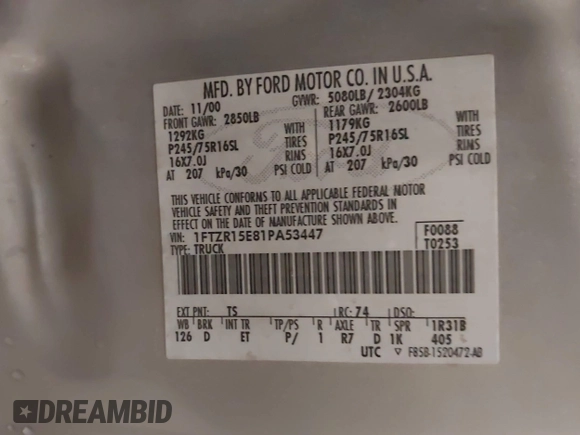 MFD. BY FORD MOTOR CO. IN U.S.A.
DATE: 11/00 GVWR: 5080LB/ 2304KG
FRONT GAWR: 2850LB REAR GAWR: 2600LB
1292KG WITH 1179KG WITH
P245/75R16SL TIRES P245/75R16SL TIRES
16X7.0J RIMS 16X7.0J RIMS
AT 207 kPa/30 PSI COLD AT 207 kPa/30 PSI COLD
THIS VEHICLE CONFORMS TO ALL APPLICABLE FEDERAL MOTOR
VEHICLE SAFETY AND THEFT PREVENTION STANDARDS IN
EFFECT ON THE DATE OF MANUFACTURE SHOWN ABOVE.
VIN: 1FTZR15E81PA53447 F0088
TYPE: TRUCK T0253
EXT PNT: TS RC: 74 DSO:
WB BRK INT TR TP/PS R AXLE TR SPR 1R31B
126 D ET P/ 1 R7 D 1K 405
UTC ▽ F85B-1520472-AB
DREAMBID